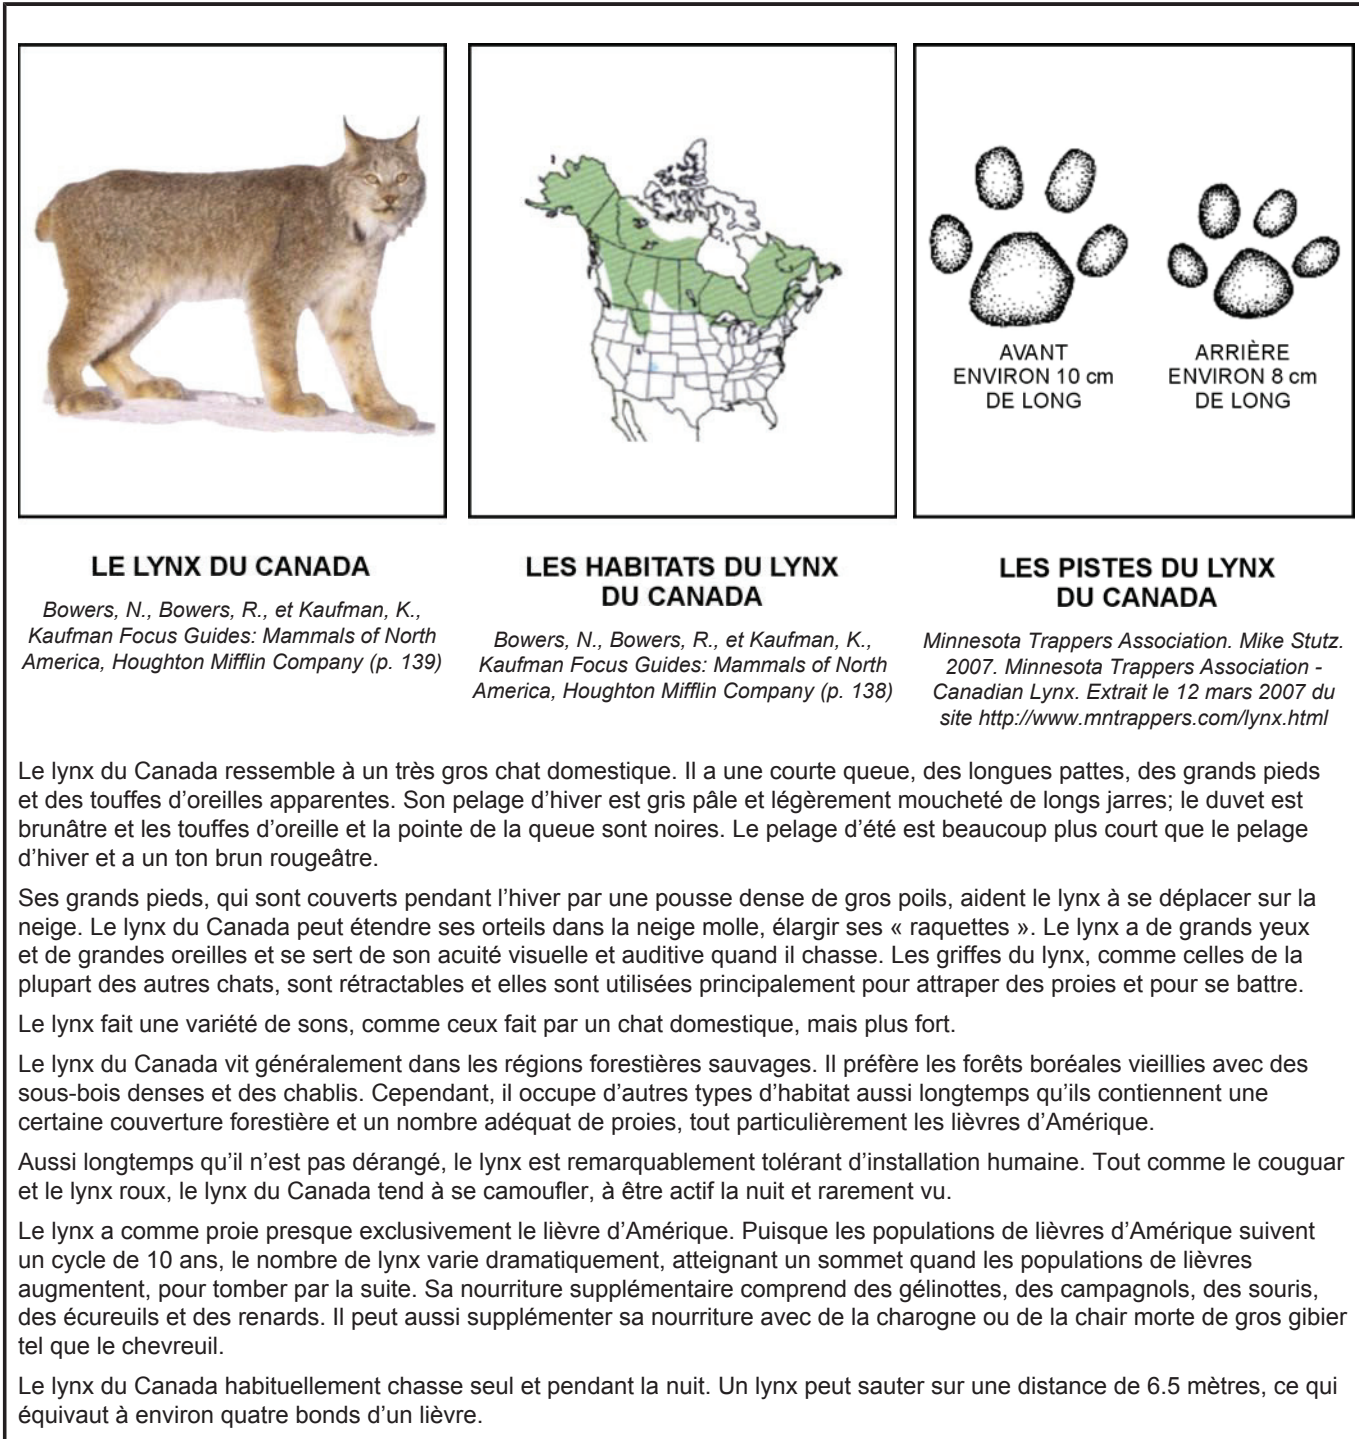 AVANT
ENVIRON 10 cm
DE LONG
ARRIÈRE
ENVIRON 8 cm
DE LONG
LE LYNX DU CANADA
Bowers, N., Bowers, R., et Kaufman, K.,
Kaufman Focus Guides: Mammals of North
America, Houghton Mifflin Company (p. 139)
LES HABITATS DU LYNX
DU CANADA
Bowers, N., Bowers, R., et Kaufman, K.,
Kaufman Focus Guides: Mammals of North
America, Houghton Mifflin Company (p. 138)
LES PISTES DU LYNX
DU CANADA
Minnesota Trappers Association. Mike Stutz.
2007. Minnesota Trappers Association -
Canadian Lynx. Extrait le 12 mars 2007 du
site http://www.mntrappers.com/lynx.html
Le lynx du Canada ressemble à un très gros chat domestique. Il a une courte queue, des longues pattes, des grands pieds
et des touffes d'oreilles apparentes. Son pelage d'hiver est gris pâle et légèrement moucheté de longs jarres; le duvet est
brunâtre et les touffes d'oreille et la pointe de la queue sont noires. Le pelage d'été est beaucoup plus court que le pelage
d'hiver et a un ton brun rougeâtre.
Ses grands pieds, qui sont couverts pendant l'hiver par une pousse dense de gros poils, aident le lynx à se déplacer sur la
neige. Le lynx du Canada peut étendre ses orteils dans la neige molle, élargir ses « raquettes ». Le lynx a de grands yeux
et de grandes oreilles et se sert de son acuité visuelle et auditive quand il chasse. Les griffes du lynx, comme celles de la
plupart des autres chats, sont rétractables et elles sont utilisées principalement pour attraper des proies et pour se battre.
Le lynx fait une variété de sons, comme ceux fait par un chat domestique, mais plus fort.
Le lynx du Canada vit généralement dans les régions forestières sauvages. Il préfère les forêts boréales vieillies avec des
sous-bois denses et des chablis. Cependant, il occupe d'autres types d'habitat aussi longtemps qu'ils contiennent une
certaine couverture forestière et un nombre adéquat de proies, tout particulièrement les lièvres d'Amérique.
Aussi longtemps qu'il n'est pas dérangé, le lynx est remarquablement tolérant d'installation humaine. Tout comme le couguar
et le lynx roux, le lynx du Canada tend à se camoufler, à être actif la nuit et rarement vu.
Le lynx a comme proie presque exclusivement le lièvre d'Amérique. Puisque les populations de lièvres d'Amérique suivent
un cycle de 10 ans, le nombre de lynx varie dramatiquement, atteignant un sommet quand les populations de lièvres
augmentent, pour tomber par la suite. Sa nourriture supplémentaire comprend des gélinottes, des campagnols, des souris,
des écureuils et des renards. Il peut aussi supplémenter sa nourriture avec de la charogne ou de la chair morte de gros gibier
tel que le chevreuil.
Le lynx du Canada habituellement chasse seul et pendant la nuit. Un lynx peut sauter sur une distance de 6.5 mètres, ce qui
équivaut à environ quatre bonds d'un lièvre.